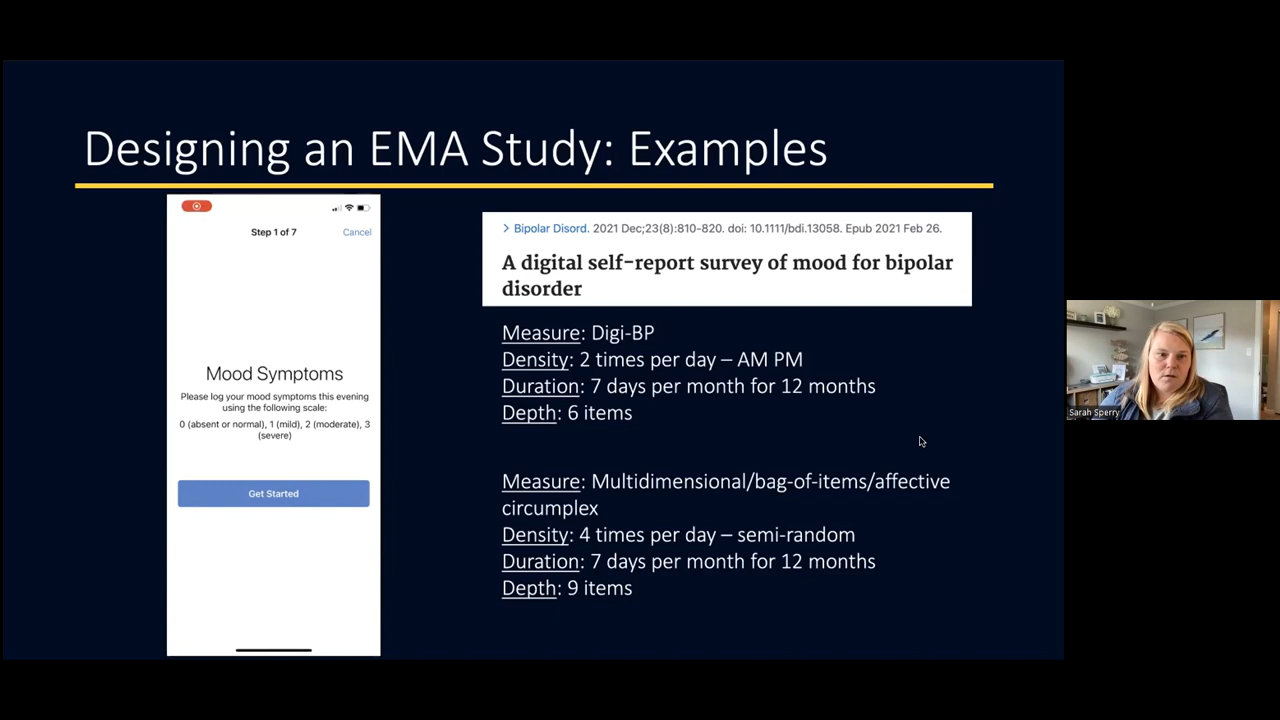 Designing an EMA Study: Examples
Step 1 of 7
Cancel
Mood Symptoms
Please log your mood symptoms this evening
using the following scale:
0 (absent or normal), 1 (mild), 2 (moderate), 3
(severe)
Get Started
> Bipolar Disord. 2021 Dec;23(8):810-820. doi: 10.1111/bdi.13058. Epub 2021 Feb 26.
A digital self-report survey of mood for bipolar
disorder
Measure: Digi-BP
Density: 2 times per day – AM PM
Duration: 7 days per month for 12 months
Depth: 6 items
Measure: Multidimensional/bag-of-items/affective
circumplex
Density: 4 times per day – semi-random
Duration: 7 days per month for 12 months
Depth: 9 items
Sarah Sperry